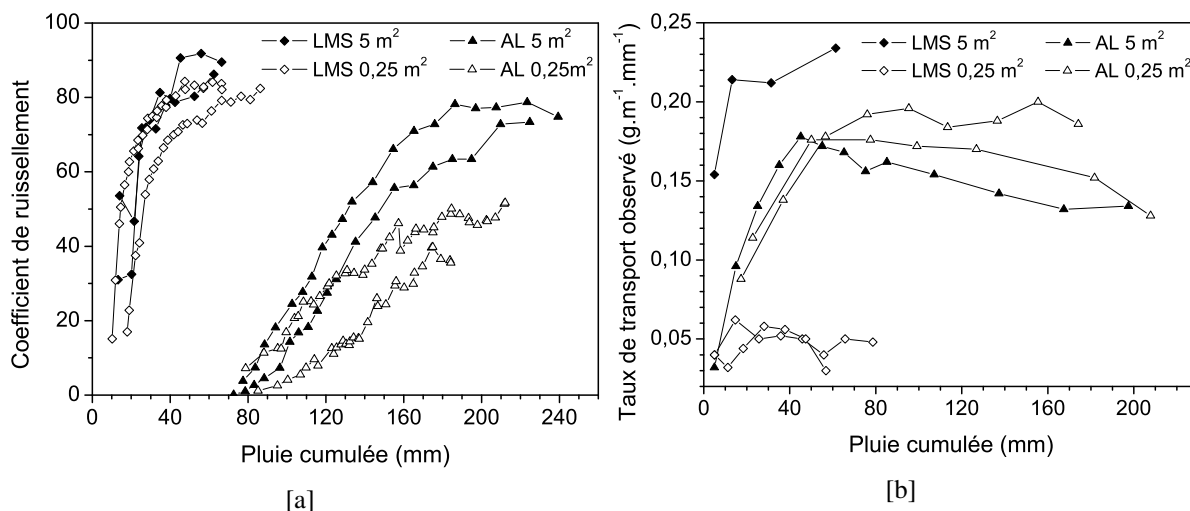 Coefficient de ruissellement
100
80
60
40
20
0
LMS 5 m²
LMS 0,25 m²
AL 5 m²
AL 0,25m²
0 40 80 120 160 200 240
Pluie cumulée (mm)
[a]
Taux de transport observé (g.m⁻¹.mm⁻¹)
0,25
0,20
0,15
0,10
0,05
LMS 5 m²
LMS 0,25 m²
AL 5 m²
AL 0,25 m²
0 40 80 120 160 200
Pluie cumulée (mm)
[b]